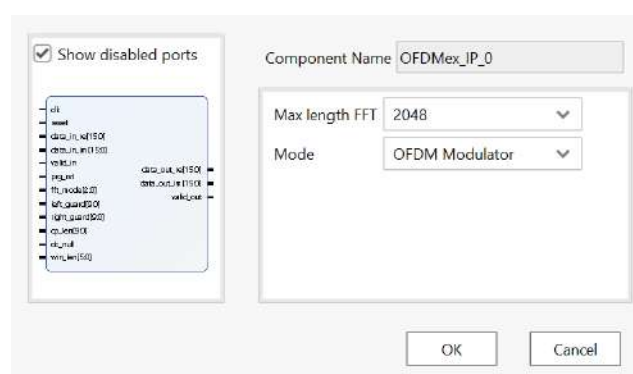 Show disabled ports
Component Name OFDMex_IP_0
Max length FFT 2048
Mode OFDM Modulator
clk
reset
data_in_re[15:0]
data_in_im[15:0]
valid_in
fft_mode[2:0]
left_guard[9:0]
right_guard[9:0]
cp_len[9:0]
dc_null
win_len[5:0]
data_out_re[15:0]
data_out_im[15:0]
valid_out
OK Cancel